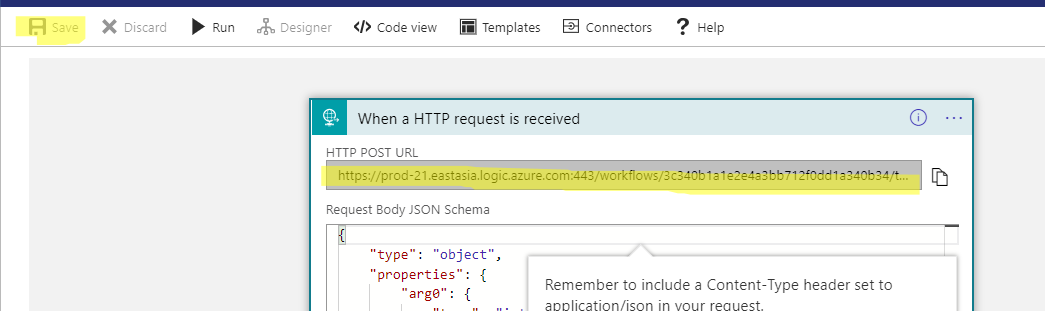 Save Discard Run Designer Code view Templates Connectors Help
When a HTTP request is received
HTTP POST URL
https://prod-21.eastasia.logic.azure.com:443/workflows/3c340b1a1e2e4a3bb712f0dd1a340b34/t...
Request Body JSON Schema
{
"type": "object",
"properties": {
"arg0": {
Remember to include a Content-Type header set to
application/json in your request.